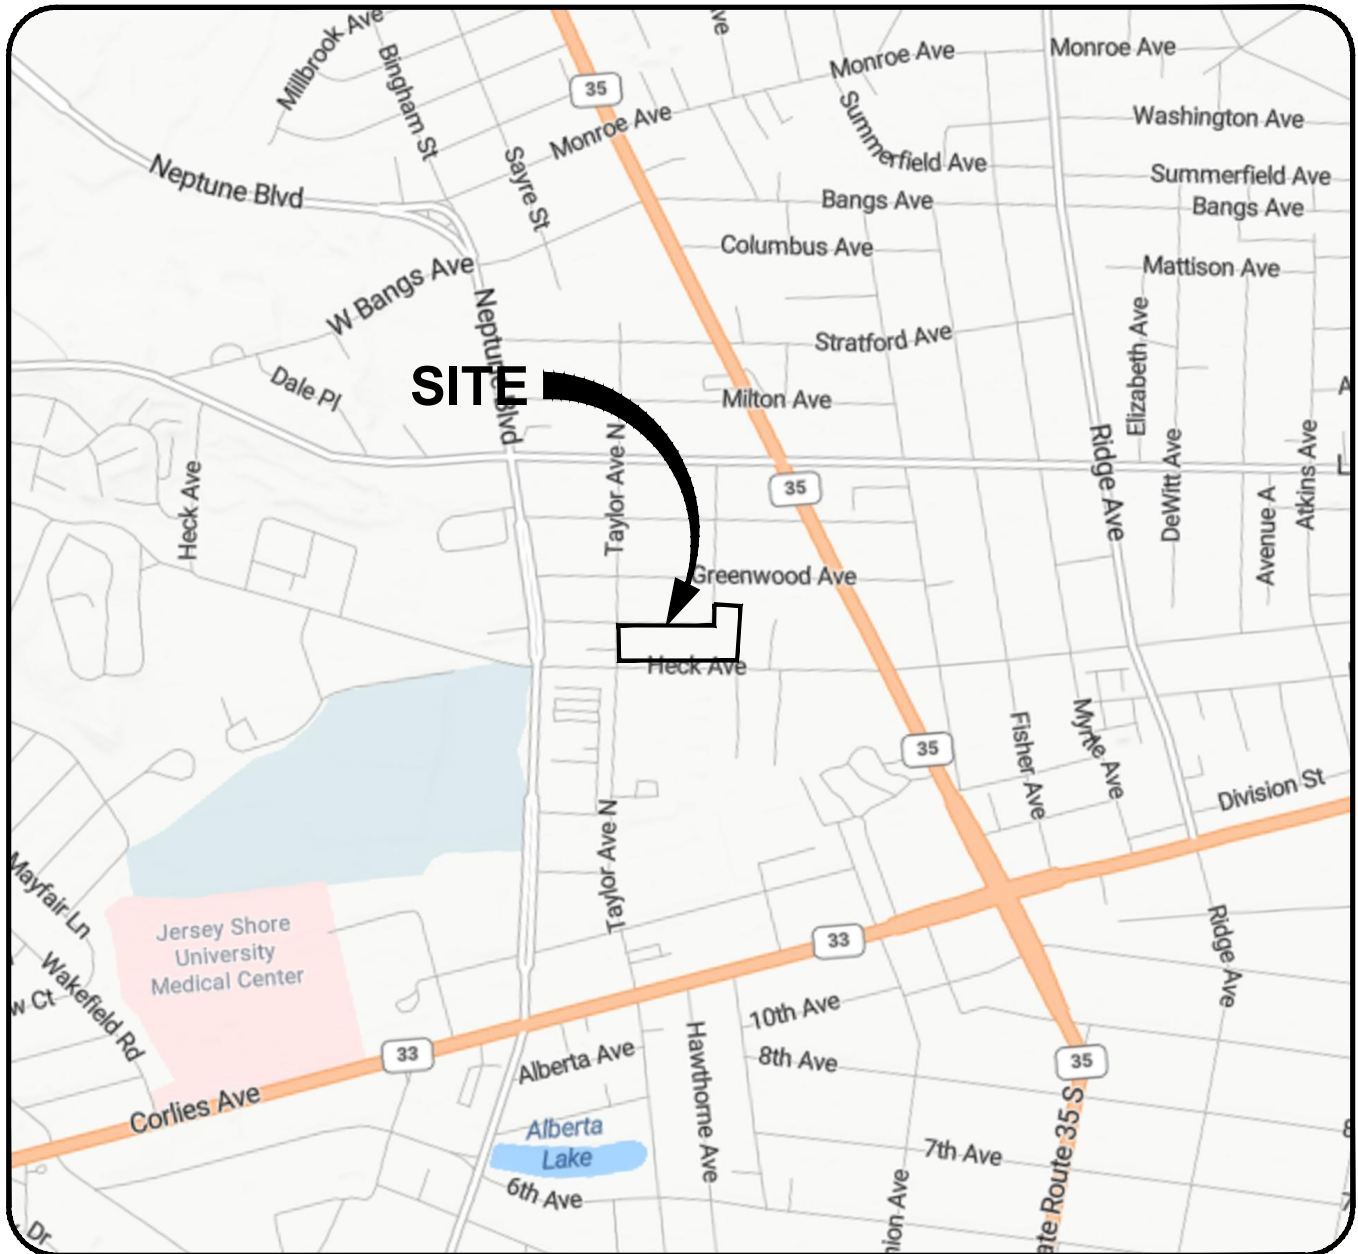 Millbrook Ave
Bingham St
35
Monroe Ave
Monroe Ave
Monroe Ave
Sayre St
Summerfield Ave
Washington Ave
Neptune Blvd
Summerfield Ave
Bangs Ave
Bangs Ave
Columbus Ave
W Bangs Ave
Mattison Ave
Neptune Blvd
Elizabeth Ave
Stratford Ave
Dale Pl
SITE
Milton Ave
Heck Ave
Taylor Ave N
35
Ridge Ave
DeWitt Ave
Avenue A
Atkins Ave
Greenwood Ave
Heck Ave
35
Fisher Ave
Myrtle Ave
Division St
Taylor Ave N
Mayfair Ln
Jersey Shore
University
Medical Center
33
Ridge Ave
Wakefield Rd
w Ct
10th Ave
33
Alberta Ave
Hawthorne Ave
8th Ave
35
Corlies Ave
Alberta
Lake
7th Ave
6th Ave
nion Ave
ate Route 35 S
Dr